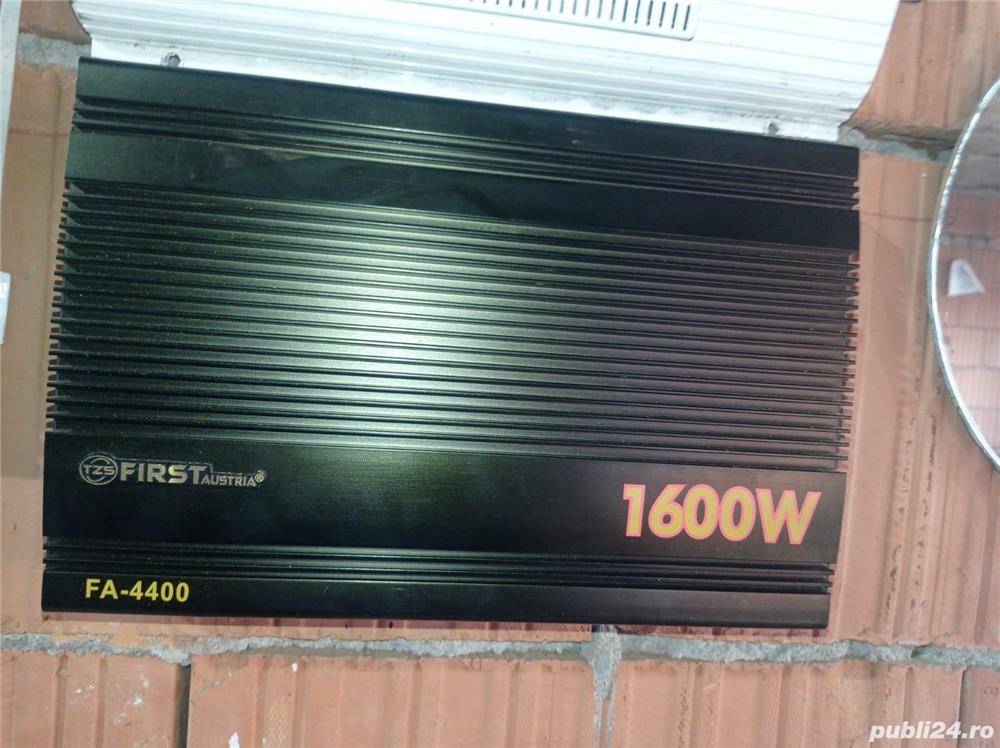 TZS FIRST AUSTRIA®
1600W
FA-4400
publi24.ro